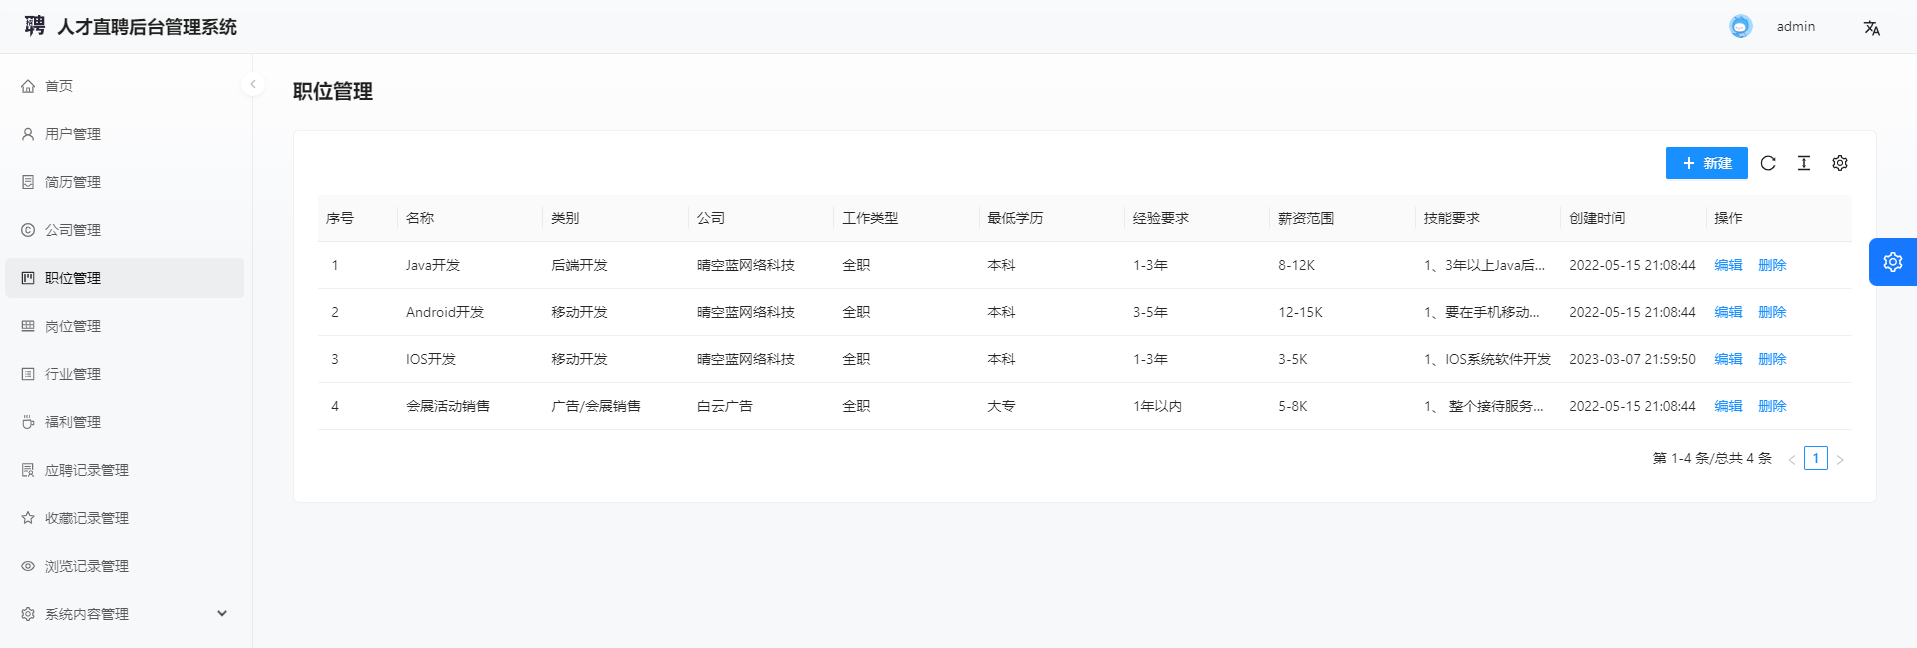 聘 人才直聘后台管理系统
admin
首页
用户管理
简历管理
公司管理
职位管理
岗位管理
行业管理
福利管理
应聘记录管理
收藏记录管理
浏览记录管理
系统内容管理
职位管理
+ 新建
序号 名称 类别 公司 工作类型 最低学历 经验要求 薪资范围 技能要求 创建时间 操作
1 Java开发 后端开发 晴空蓝网络科技 全职 本科 1-3年 8-12K 1、3年以上Java后... 2022-05-15 21:08:44 编辑 删除
2 Android开发 移动开发 晴空蓝网络科技 全职 本科 3-5年 12-15K 1、要在手机移动... 2022-05-15 21:08:44 编辑 删除
3 IOS开发 移动开发 晴空蓝网络科技 全职 本科 1-3年 3-5K 1、IOS系统软件开发 2023-03-07 21:59:50 编辑 删除
4 会展活动销售 广告/会展销售 白云广告 全职 大专 1年以内 5-8K 1、 整个接待服务... 2022-05-15 21:08:44 编辑 删除
第 1-4 条/总共 4 条 < 1 >